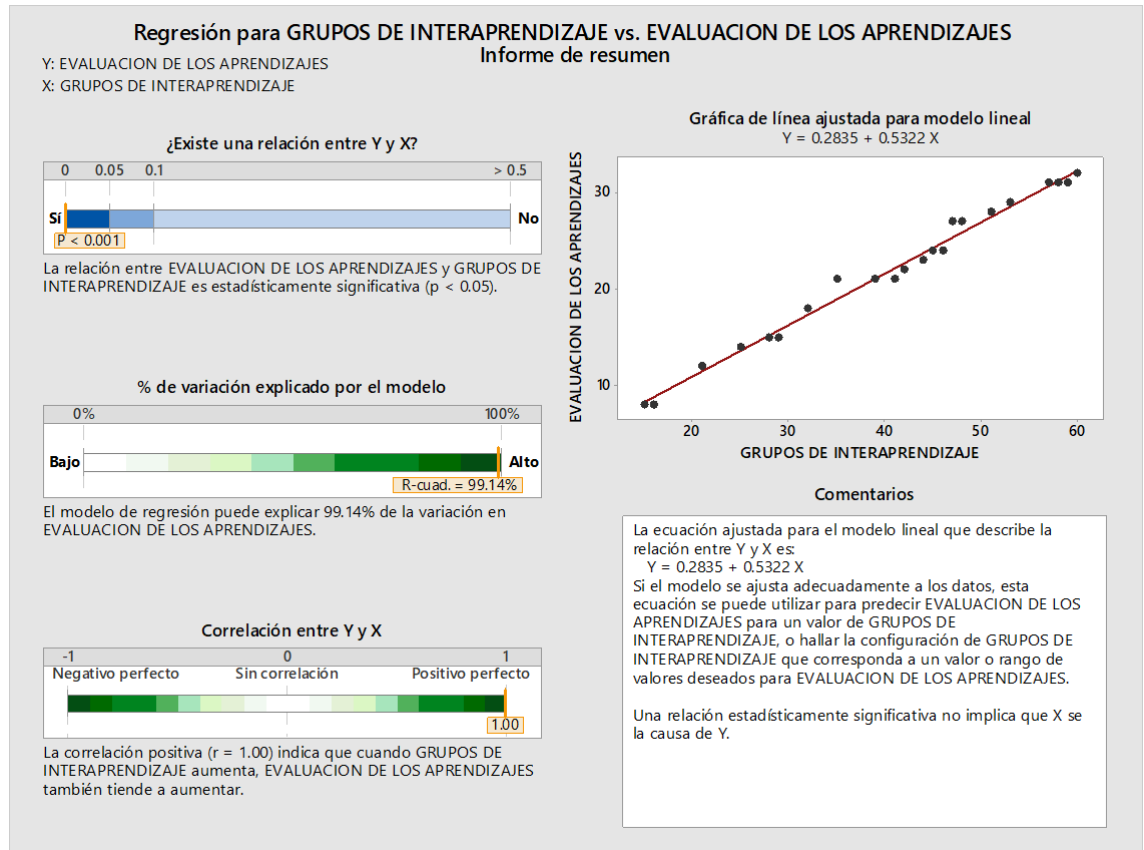 Regresión para GRUPOS DE INTERAPRENDIZAJE vs. EVALUACION DE LOS APRENDIZAJES
Informe de resumen
Y: EVALUACION DE LOS APRENDIZAJES
X: GRUPOS DE INTERAPRENDIZAJE
¿Existe una relación entre Y y X?
0 0.05 0.1 > 0.5
Sí No
P < 0.001
La relación entre EVALUACION DE LOS APRENDIZAJES y GRUPOS DE
INTERAPRENDIZAJE es estadísticamente significativa (p < 0.05).
% de variación explicado por el modelo
0% 100%
Bajo Alto
R-cuad. = 99.14%
El modelo de regresión puede explicar 99.14% de la variación en
EVALUACION DE LOS APRENDIZAJES.
Correlación entre Y y X
-1 0 1
Negativo perfecto Sin correlación Positivo perfecto
1.00
La correlación positiva (r = 1.00) indica que cuando GRUPOS DE
INTERAPRENDIZAJE aumenta, EVALUACION DE LOS APRENDIZAJES
también tiende a aumentar.
Gráfica de línea ajustada para modelo lineal
Y = 0.2835 + 0.5322 X
EVALUACION DE LOS APRENDIZAJES
30
20
10
20 30 40 50 60
GRUPOS DE INTERAPRENDIZAJE
Comentarios
La ecuación ajustada para el modelo lineal que describe la
relación entre Y y X es:
Y = 0.2835 + 0.5322 X
Si el modelo se ajusta adecuadamente a los datos, esta
ecuación se puede utilizar para predecir EVALUACION DE LOS
APRENDIZAJES para un valor de GRUPOS DE
INTERAPRENDIZAJE, o hallar la configuración de GRUPOS DE
INTERAPRENDIZAJE que corresponda a un valor o rango de
valores deseados para EVALUACION DE LOS APRENDIZAJES.
Una relación estadísticamente significativa no implica que X se
la causa de Y.